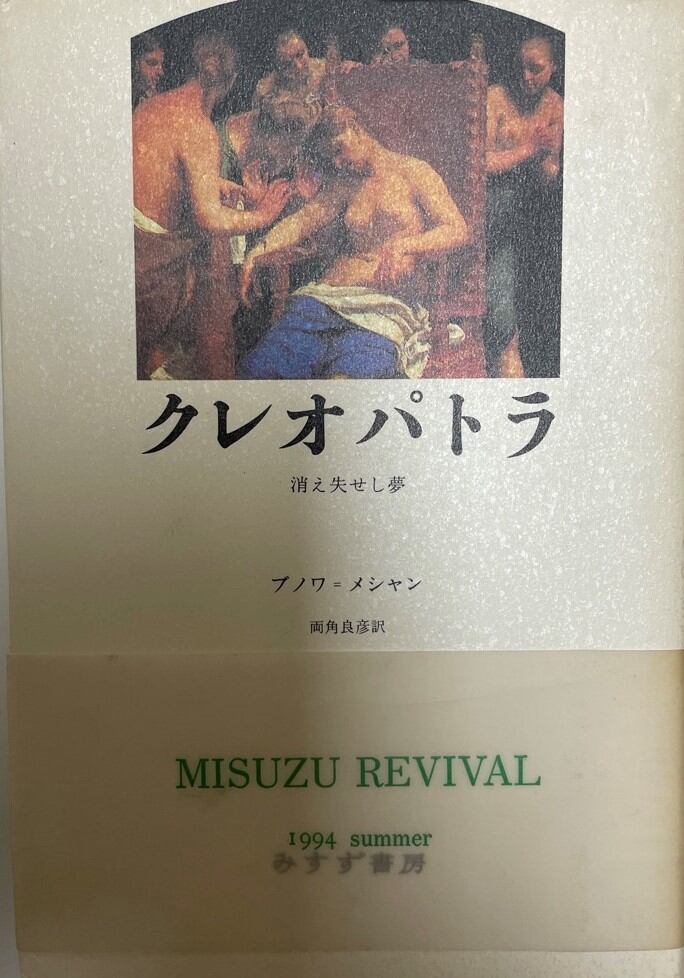 クレオパトラ
消え失せし夢
ブノワ=メシャン
両角良彦訳
MISUZU REVIVAL
1994 summer
みすず書房